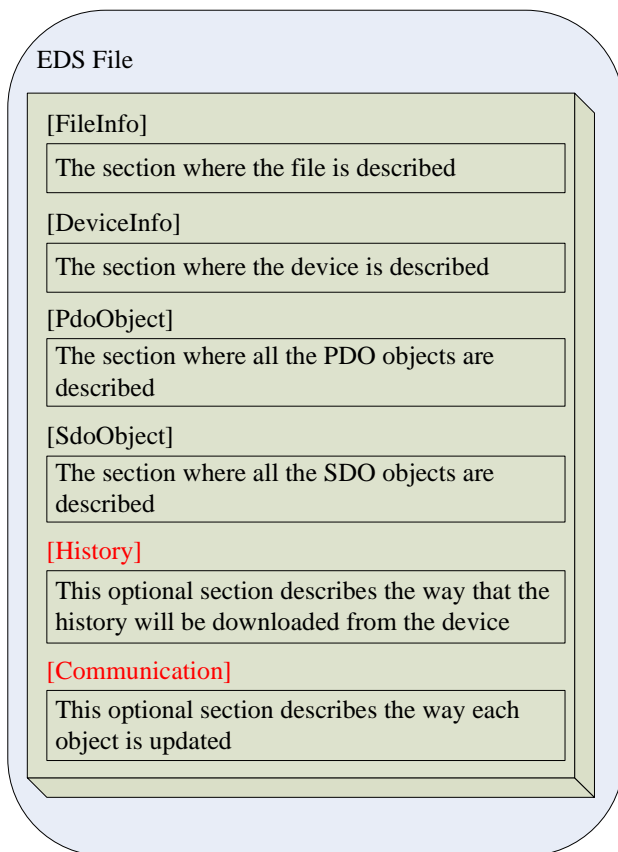 EDS File
[FileInfo]
The section where the file is described
[DeviceInfo]
The section where the device is described
[PdoObject]
The section where all the PDO objects are
described
[SdoObject]
The section where all the SDO objects are
described
[History]
This optional section describes the way that the
history will be downloaded from the device
[Communication]
This optional section describes the way each
object is updated